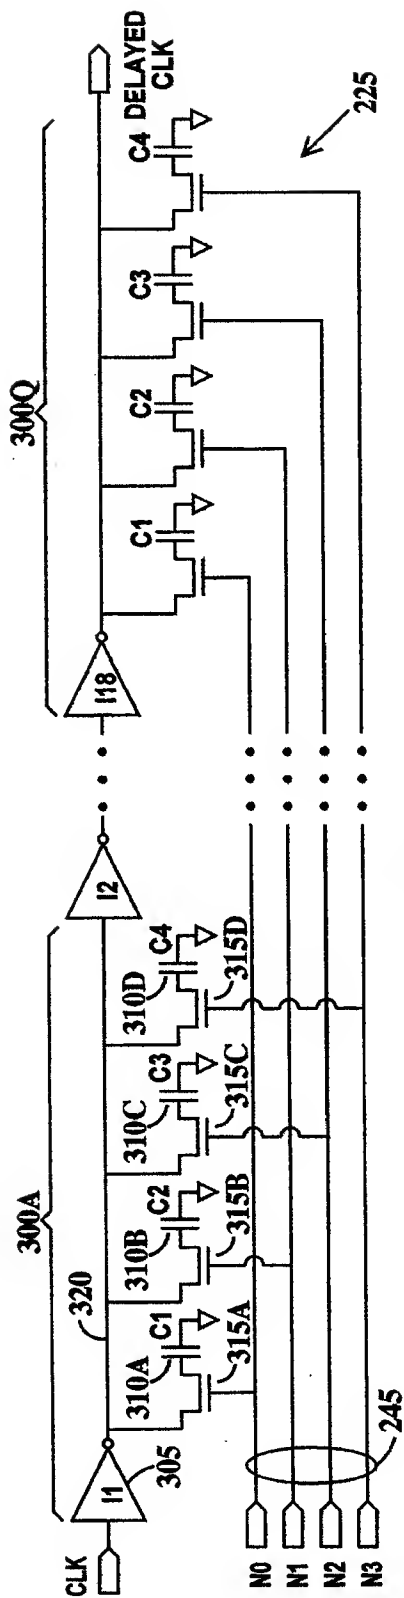 300A
300Q
CLK
I1
305
320
I2
I18
DELAYED
CLK
310A
C1
310B
C2
310C
C3
310D
C4
315A
315B
315C
315D
C1
C2
C3
C4
N0
N1
N2
N3
245
225